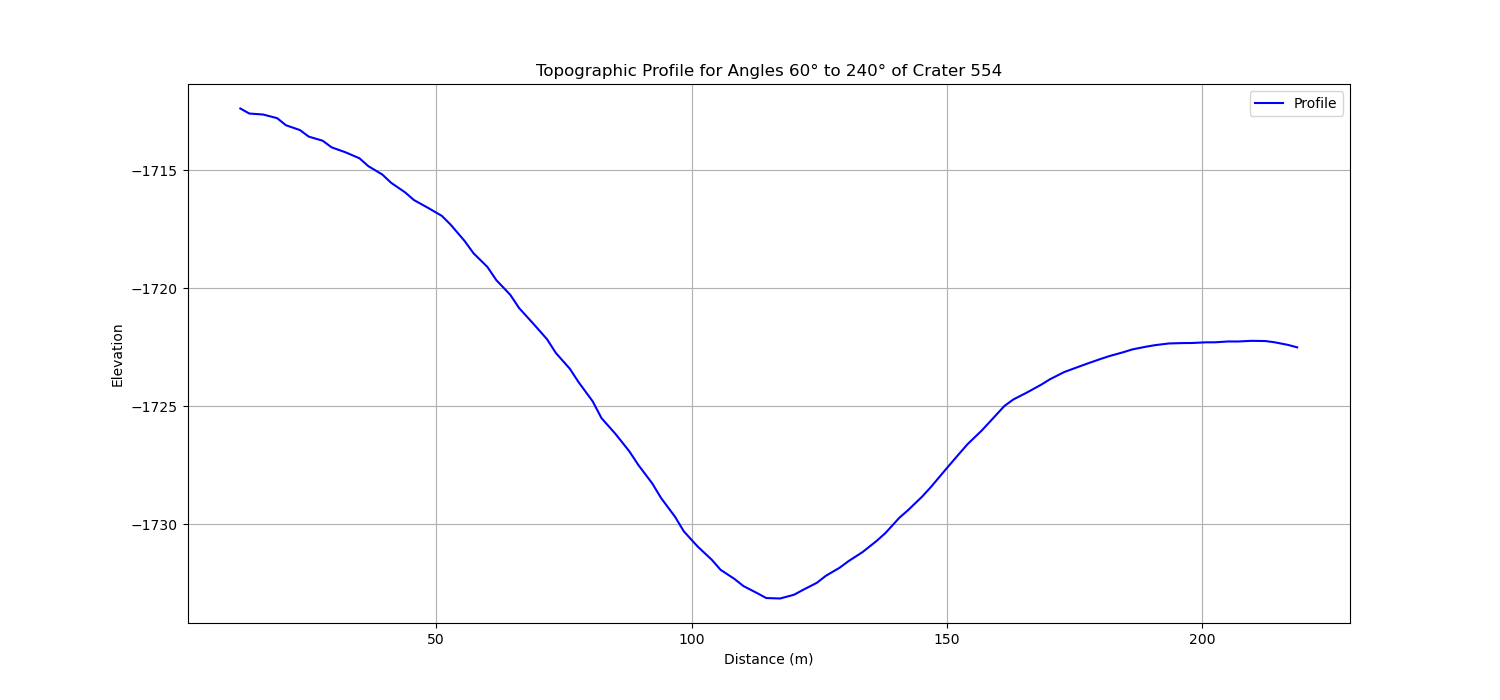 Topographic Profile for Angles 60° to 240° of Crater 554
Profile
−1715
−1720
−1725
−1730
Elevation
50
100
150
200
Distance (m)